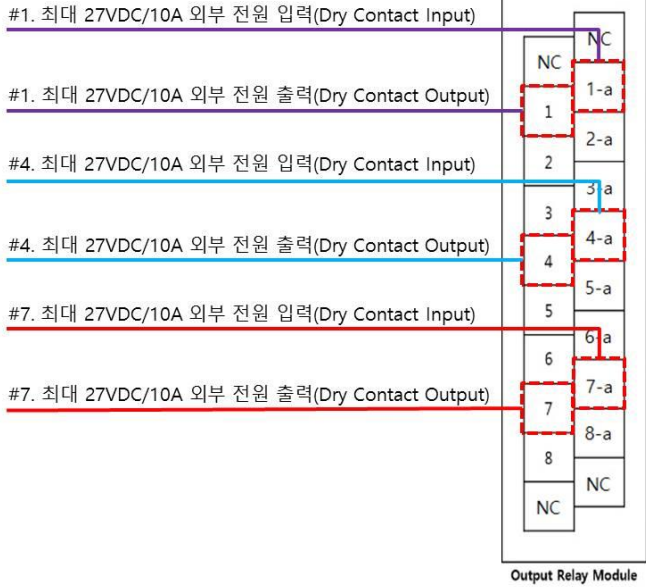 #1. 최대 27VDC/10A 외부 전원 입력(Dry Contact Input)
#1. 최대 27VDC/10A 외부 전원 출력(Dry Contact Output)
#4. 최대 27VDC/10A 외부 전원 입력(Dry Contact Input)
#4. 최대 27VDC/10A 외부 전원 출력(Dry Contact Output)
#7. 최대 27VDC/10A 외부 전원 입력(Dry Contact Input)
#7. 최대 27VDC/10A 외부 전원 출력(Dry Contact Output)
NC
1
2
3
4
5
6
7
8
NC
NC
1-a
2-a
3-a
4-a
5-a
6-a
7-a
8-a
NC
Output Relay Module